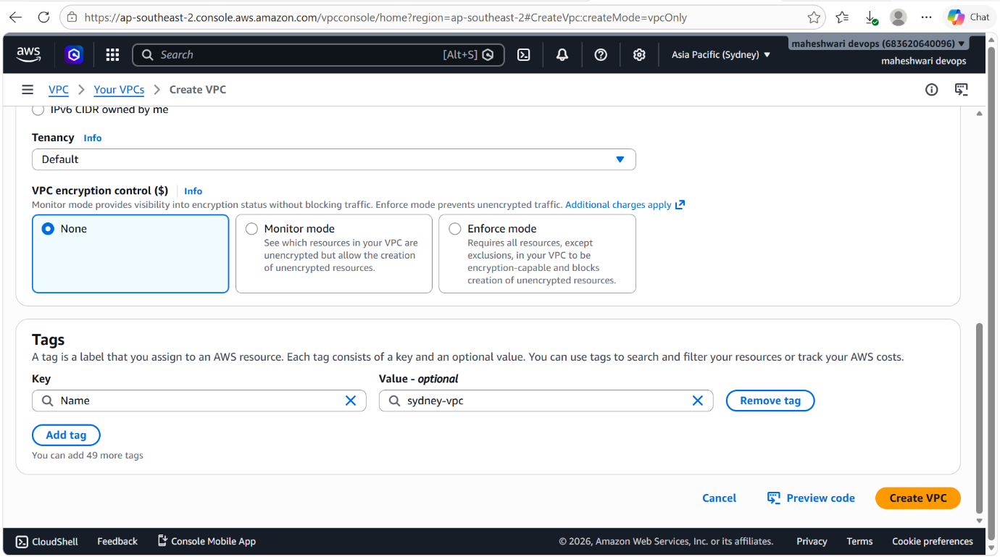 https://ap-southeast-2.console.aws.amazon.com/vpcconsole/home?region=ap-southeast-2#CreateVpc:createMode=vpcOnly
Chat
aws
Search
[Alt+S]
Asia Pacific (Sydney)
maheshwari devops (683620640096)
maheshwari devops
VPC
Your VPCs
Create VPC
IPv6 CIDR owned by me
Tenancy Info
Default
VPC encryption control ($) Info
Monitor mode provides visibility into encryption status without blocking traffic. Enforce mode prevents unencrypted traffic. Additional charges apply
None
Monitor mode
See which resources in your VPC are
unencrypted but allow the creation
of unencrypted resources.
Enforce mode
Requires all resources, except
exclusions, in your VPC to be
encryption-capable and blocks
creation of unencrypted resources.
Tags
A tag is a label that you assign to an AWS resource. Each tag consists of a key and an optional value. You can use tags to search and filter your resources or track your AWS costs.
Key
Value - optional
Name
sydney-vpc
Remove tag
Add tag
You can add 49 more tags
Cancel
Preview code
Create VPC
CloudShell
Feedback
Console Mobile App
© 2026, Amazon Web Services, Inc. or its affiliates.
Privacy
Terms
Cookie preferences